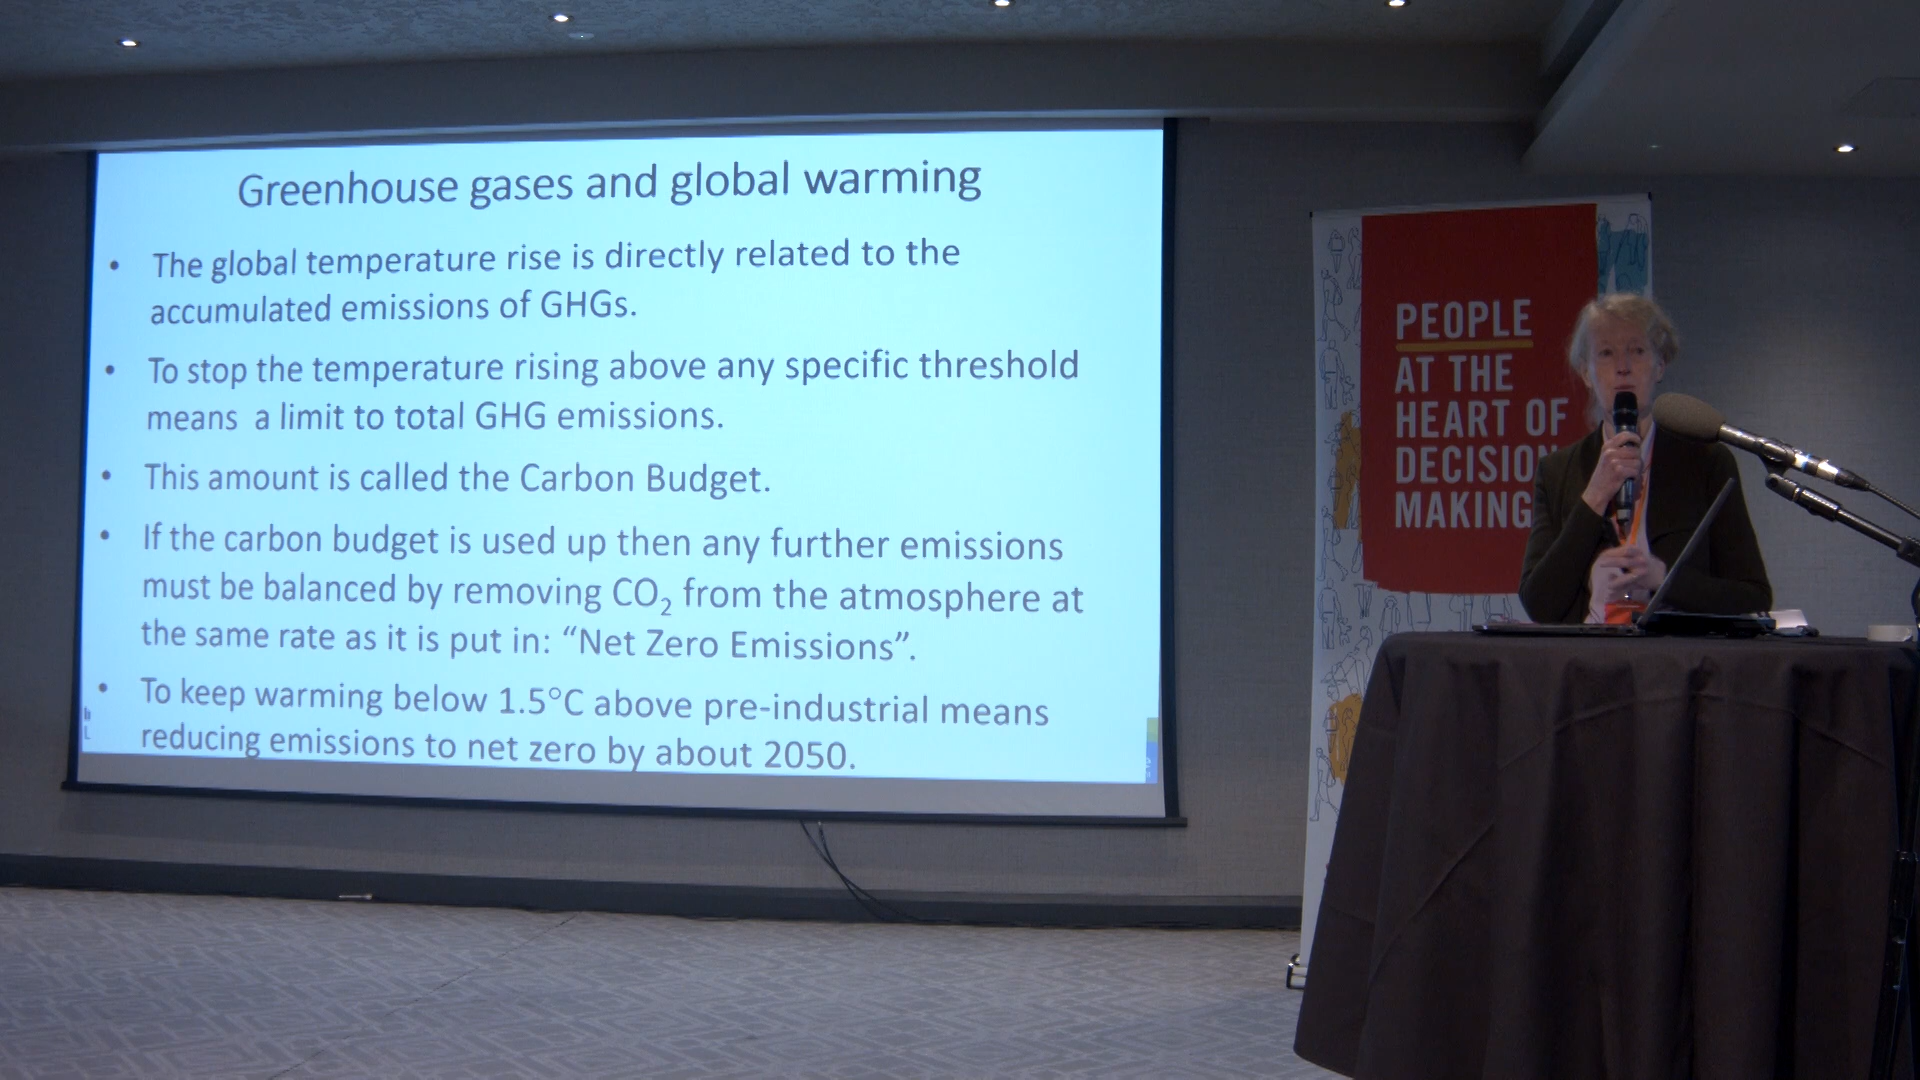 Greenhouse gases and global warming
• The global temperature rise is directly related to the
accumulated emissions of GHGs.
• To stop the temperature rising above any specific threshold
means a limit to total GHG emissions.
• This amount is called the Carbon Budget.
• If the carbon budget is used up then any further emissions
must be balanced by removing CO₂ from the atmosphere at
the same rate as it is put in: “Net Zero Emissions”.
• To keep warming below 1.5°C above pre-industrial means
reducing emissions to net zero by about 2050.
PEOPLE
AT THE
HEART OF
DECISION
MAKING